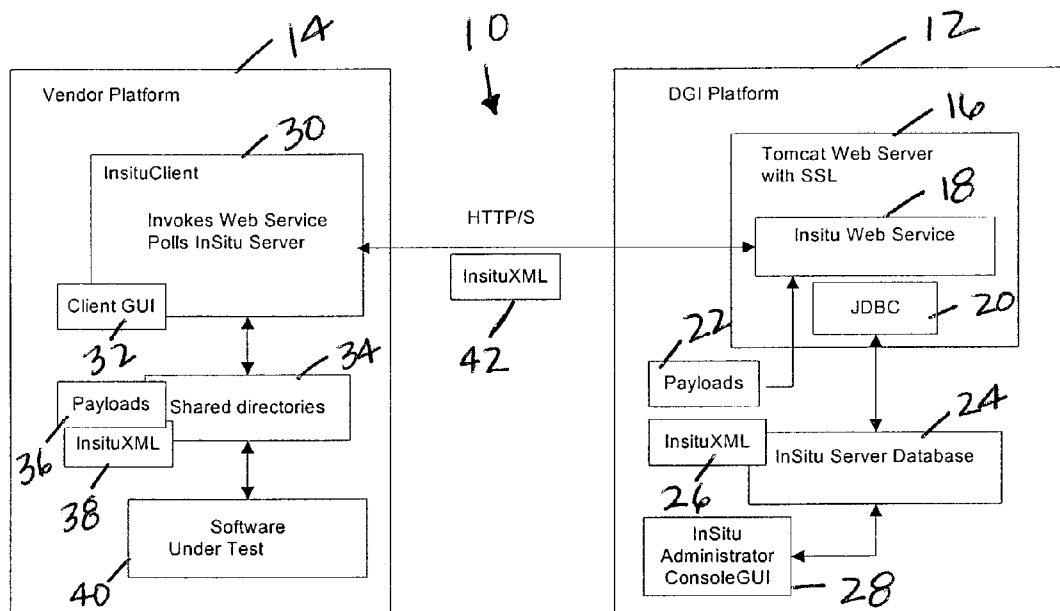 14
10
12
Vendor Platform
DGI Platform
30
16
InsituClient
Tomcat Web Server
with SSL
Invokes Web Service
Polls InSitu Server
HTTP/S
18
Insitu Web Service
InsituXML
Client GUI
JDBC
20
32
42
22
34
Payloads
Payloads
Shared directories
24
InsituXML
InsituXML
InSitu Server Database
36
38
26
Software
Under Test
InSitu
Administrator
ConsoleGUI
40
28